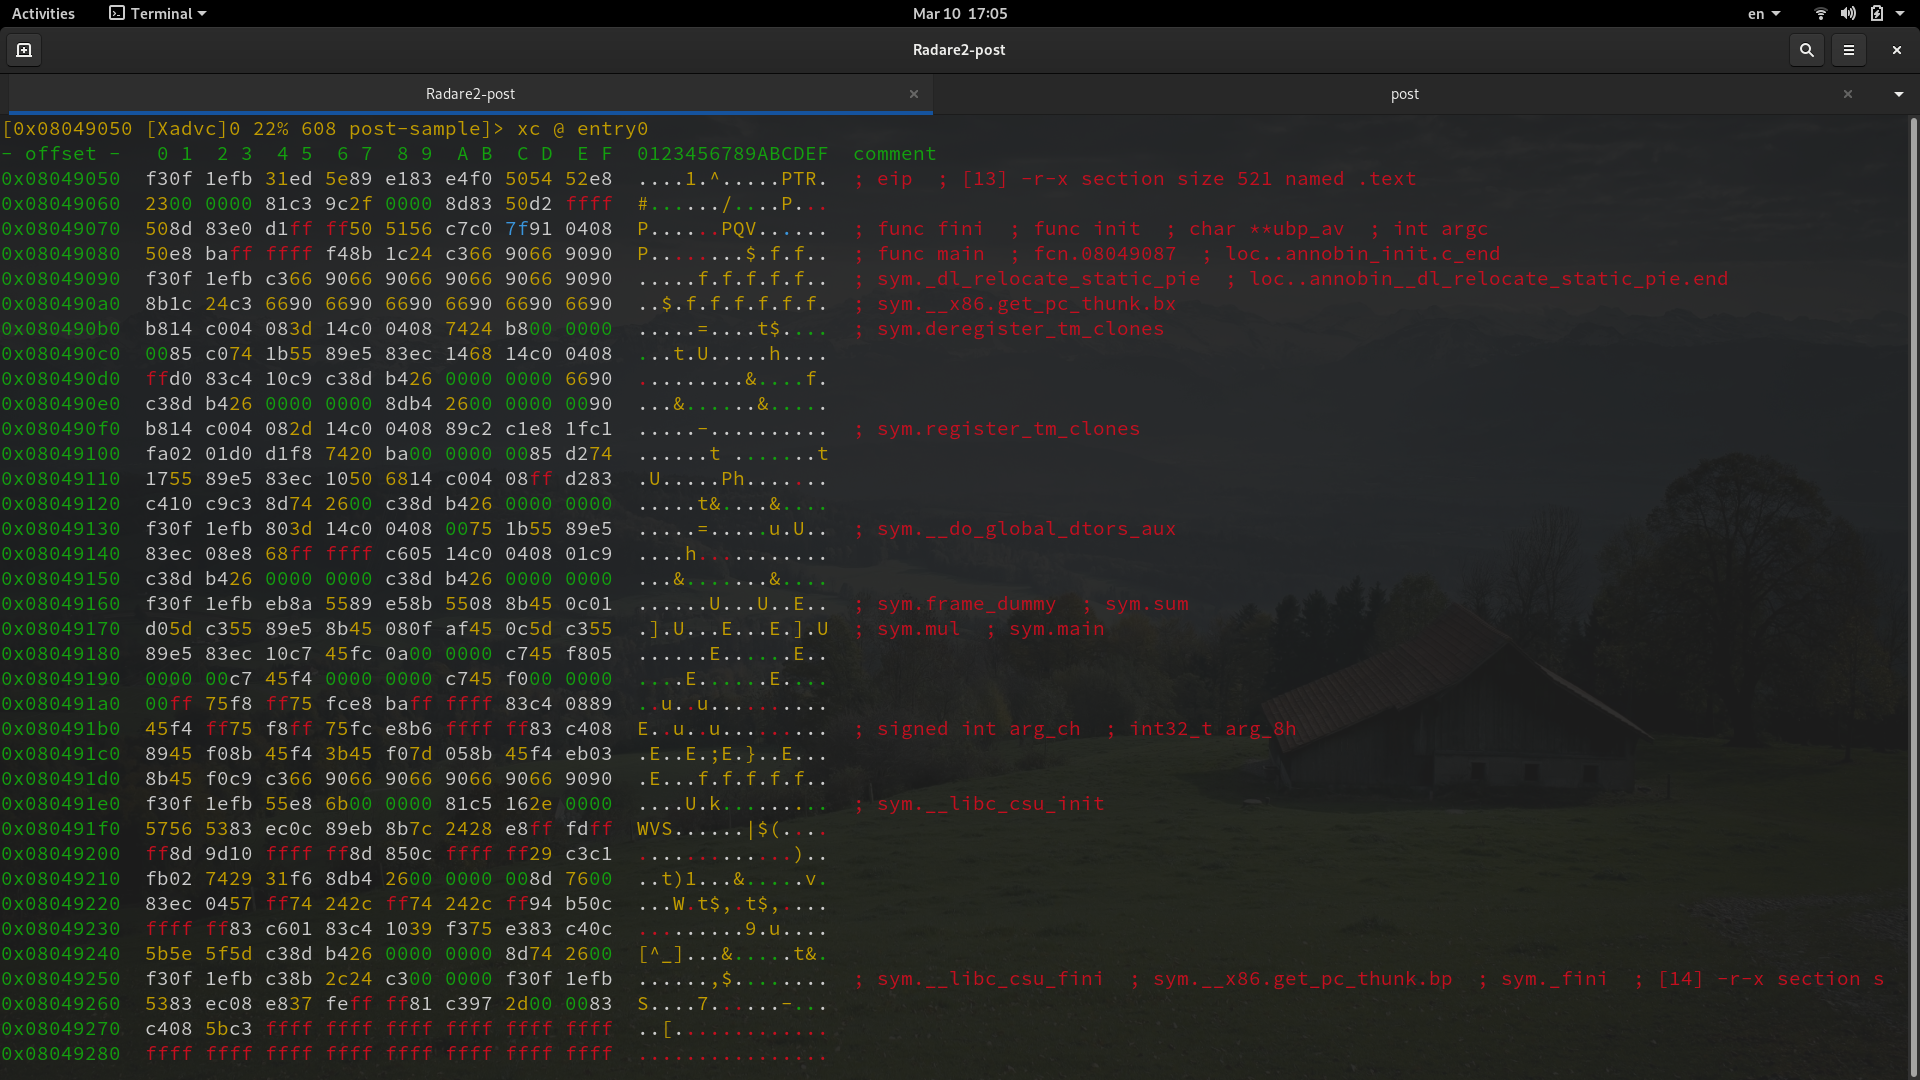 Activities Terminal Mar 10 17:05 en
Radare2-post
Radare2-post × post ×
[0x08049050 [Xadvc]0 22% 608 post-sample]> xc @ entry0
- offset - 0 1 2 3 4 5 6 7 8 9 A B C D E F 0123456789ABCDEF comment
0x08049050 f30f 1efb 31ed 5e89 e183 e4f0 5054 52e8 ....1.^.....PTR. ; eip ; [13] -r-x section size 521 named .text
0x08049060 2300 0000 81c3 9c2f 0000 8d83 50d2 ffff #....../....P...
0x08049070 508d 83e0 d1ff ff50 5156 c7c0 7f91 0408 P......PQV...... ; func fini ; func init ; char **ubp_av ; int argc
0x08049080 50e8 baff ffff f48b 1c24 c366 9066 9090 P........$.f.f.. ; func main ; fcn.08049087 ; loc..annobin_init.c_end
0x08049090 f30f 1efb c366 9066 9066 9066 9066 9090 .....f.f.f.f.f.. ; sym._dl_relocate_static_pie ; loc..annobin__dl_relocate_static_pie.end
0x080490a0 8b1c 24c3 6690 6690 6690 6690 6690 6690 ..$.f.f.f.f.f.f. ; sym.__x86.get_pc_thunk.bx
0x080490b0 b814 c004 083d 14c0 0408 7424 b800 0000 .....=....t$.... ; sym.deregister_tm_clones
0x080490c0 0085 c074 1b55 89e5 83ec 1468 14c0 0408 ...t.U.....h....
0x080490d0 ffd0 83c4 10c9 c38d b426 0000 0000 6690 .........&....f.
0x080490e0 c38d b426 0000 0000 8db4 2600 0000 0090 ...&......&.....
0x080490f0 b814 c004 082d 14c0 0408 89c2 c1e8 1fc1 .....-.......... ; sym.register_tm_clones
0x08049100 fa02 01d0 d1f8 7420 ba00 0000 0085 d274 ......t .......t
0x08049110 1755 89e5 83ec 1050 6814 c004 08ff d283 .U.....Ph.......
0x08049120 c410 c9c3 8d74 2600 c38d b426 0000 0000 .....t&....&....
0x08049130 f30f 1efb 803d 14c0 0408 0075 1b55 89e5 .....=.....u.U.. ; sym.__do_global_dtors_aux
0x08049140 83ec 08e8 68ff ffff c605 14c0 0408 01c9 ....h...........
0x08049150 c38d b426 0000 0000 c38d b426 0000 0000 ...&.......&....
0x08049160 f30f 1efb eb8a 5589 e58b 5508 8b45 0c01 ......U...U..E.. ; sym.frame_dummy ; sym.sum
0x08049170 d05d c355 89e5 8b45 080f af45 0c5d c355 .].U...E...E.].U ; sym.mul ; sym.main
0x08049180 89e5 83ec 10c7 45fc 0a00 0000 c745 f805 ......E......E..
0x08049190 0000 00c7 45f4 0000 0000 c745 f000 0000 ....E......E....
0x080491a0 00ff 75f8 ff75 fce8 baff ffff 83c4 0889 ..u..u..........
0x080491b0 45f4 ff75 f8ff 75fc e8b6 ffff ff83 c408 E..u..u......... ; signed int arg_ch ; int32_t arg_8h
0x080491c0 8945 f08b 45f4 3b45 f07d 058b 45f4 eb03 .E..E.;E.}..E...
0x080491d0 8b45 f0c9 c366 9066 9066 9066 9066 9090 .E...f.f.f.f.f..
0x080491e0 f30f 1efb 55e8 6b00 0000 81c5 162e 0000 ....U.k......... ; sym.__libc_csu_init
0x080491f0 5756 5383 ec0c 89eb 8b7c 2428 e8ff fdff WVS......|$(....
0x08049200 ff8d 9d10 ffff ff8d 850c ffff ff29 c3c1 .............)..
0x08049210 fb02 7429 31f6 8db4 2600 0000 008d 7600 ..t)1...&.....v.
0x08049220 83ec 0457 ff74 242c ff74 242c ff94 b50c ...W.t$,.t$,....
0x08049230 ffff ff83 c601 83c4 1039 f375 e383 c40c .........9.u....
0x08049240 5b5e 5f5d c38d b426 0000 0000 8d74 2600 [^_]...&.....t&.
0x08049250 f30f 1efb c38b 2c24 c300 0000 f30f 1efb ......,$........ ; sym.__libc_csu_fini ; sym.__x86.get_pc_thunk.bp ; sym._fini ; [14] -r-x section s
0x08049260 5383 ec08 e837 feff ff81 c397 2d00 0083 S....7......-...
0x08049270 c408 5bc3 ffff ffff ffff ffff ffff ffff ..[.............
0x08049280 ffff ffff ffff ffff ffff ffff ffff ffff ................